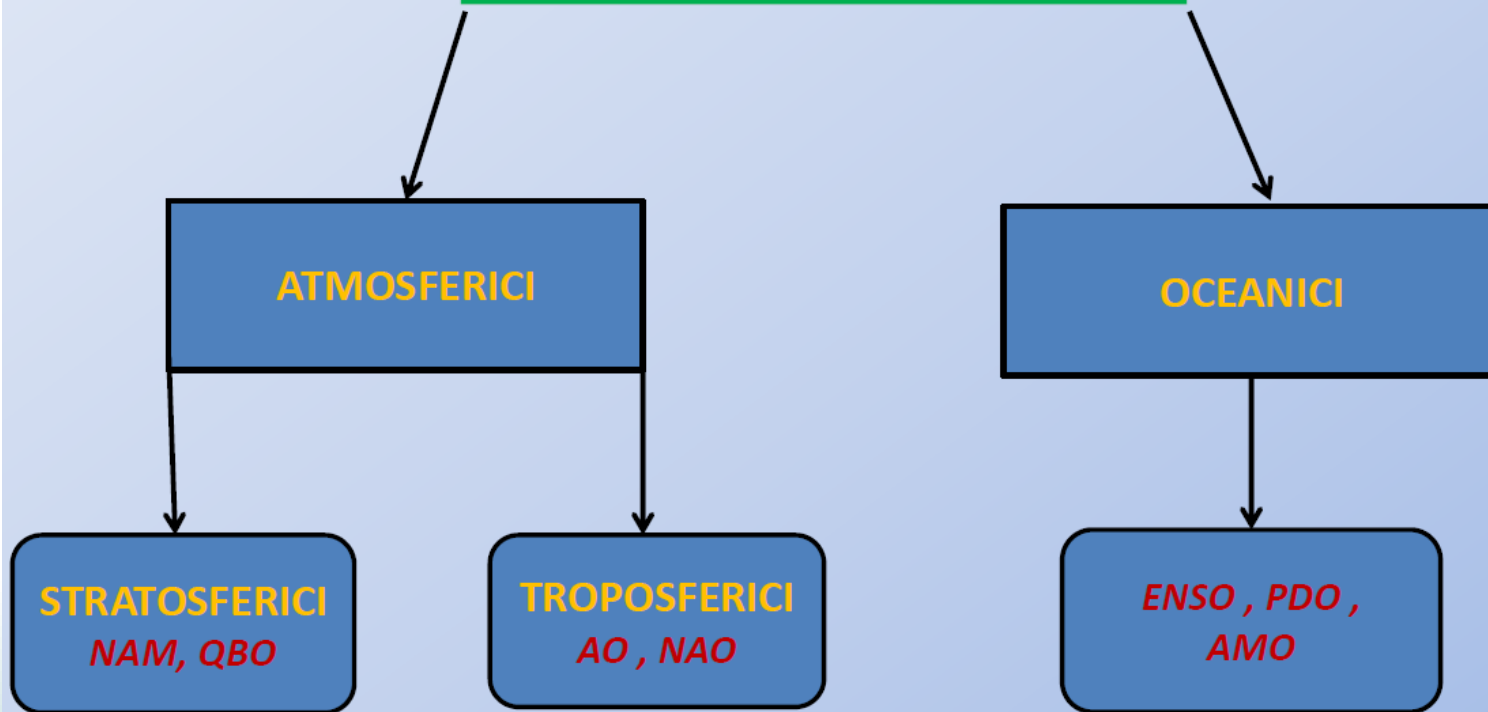 ATMOSFERICI
OCEANICI
STRATOSFERICI
NAM, QBO
TROPOSFERICI
AO , NAO
ENSO , PDO ,
AMO